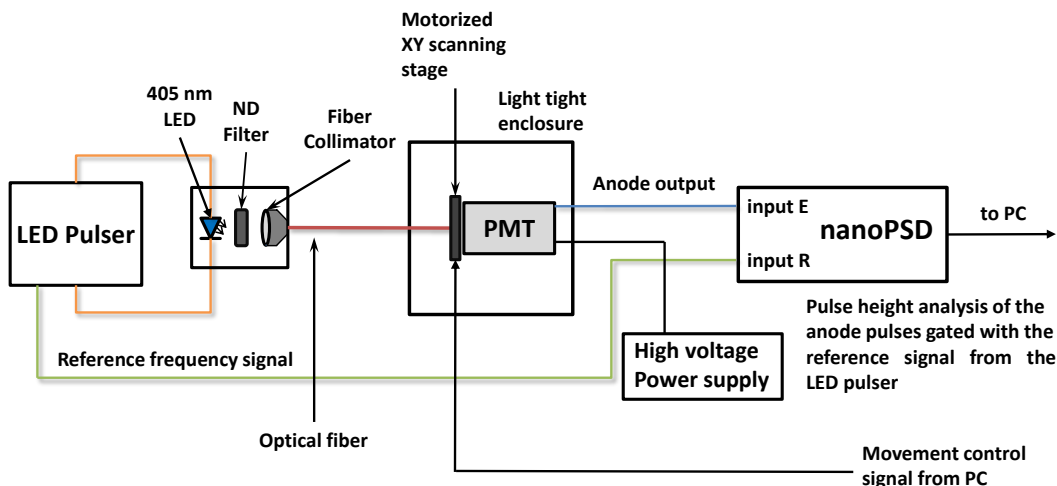 Motorized
XY scanning
stage
405 nm
LED
ND
Filter
Fiber
Collimator
Light tight
enclosure
LED Pulser
PMT
Anode output
input E
nanoPSD
input R
to PC
Reference frequency signal
High voltage
Power supply
Pulse height analysis of the
anode pulses gated with the
reference signal from the
LED pulser
Optical fiber
Movement control
signal from PC